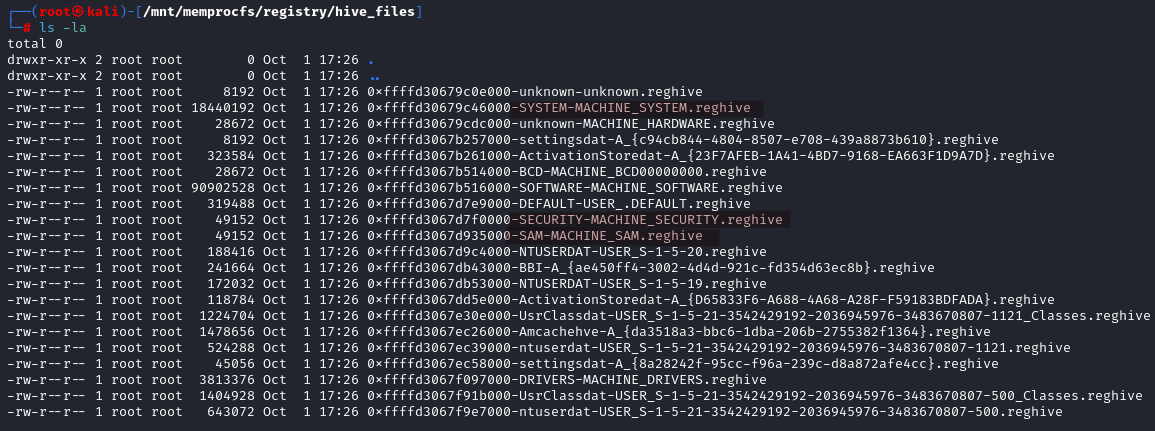 ┌──(root㉿kali)-[/mnt/memprocfs/registry/hive_files]
└─# ls -la
total 0
drwxr-xr-x 2 root root        0 Oct  1 17:26 .
drwxr-xr-x 2 root root        0 Oct  1 17:26 ..
-rw-r--r-- 1 root root     8192 Oct  1 17:26 0×ffffd30679c0e000-unknown-unknown.reghive
-rw-r--r-- 1 root root 18440192 Oct  1 17:26 0×ffffd30679c46000-SYSTEM-MACHINE_SYSTEM.reghive
-rw-r--r-- 1 root root    28672 Oct  1 17:26 0×ffffd30679cdc000-unknown-MACHINE_HARDWARE.reghive
-rw-r--r-- 1 root root     8192 Oct  1 17:26 0×ffffd3067b257000-settingsdat-A_{c94cb844-4804-8507-e708-439a8873b610}.reghive
-rw-r--r-- 1 root root   323584 Oct  1 17:26 0×ffffd3067b261000-ActivationStoredat-A_{23F7AFEB-1A41-4BD7-9168-EA663F1D9A7D}.reghive
-rw-r--r-- 1 root root    28672 Oct  1 17:26 0×ffffd3067b514000-BCD-MACHINE_BCD00000000.reghive
-rw-r--r-- 1 root root 90902528 Oct  1 17:26 0×ffffd3067b516000-SOFTWARE-MACHINE_SOFTWARE.reghive
-rw-r--r-- 1 root root   319488 Oct  1 17:26 0×ffffd3067d7e9000-DEFAULT-USER_.DEFAULT.reghive
-rw-r--r-- 1 root root    49152 Oct  1 17:26 0×ffffd3067d7f0000-SECURITY-MACHINE_SECURITY.reghive
-rw-r--r-- 1 root root    49152 Oct  1 17:26 0×ffffd3067d935000-SAM-MACHINE_SAM.reghive
-rw-r--r-- 1 root root   188416 Oct  1 17:26 0×ffffd3067d9c4000-NTUSERDAT-USER_S-1-5-20.reghive
-rw-r--r-- 1 root root   241664 Oct  1 17:26 0×ffffd3067db43000-BBI-A_{ae450ff4-3002-4d4d-921c-fd354d63ec8b}.reghive
-rw-r--r-- 1 root root   172032 Oct  1 17:26 0×ffffd3067db53000-NTUSERDAT-USER_S-1-5-19.reghive
-rw-r--r-- 1 root root   118784 Oct  1 17:26 0×ffffd3067dd5e000-ActivationStoredat-A_{D65833F6-A688-4A68-A28F-F59183BDFADA}.reghive
-rw-r--r-- 1 root root  1224704 Oct  1 17:26 0×ffffd3067e30e000-UsrClassdat-USER_S-1-5-21-3542429192-2036945976-3483670807-1121_Classes.reghive
-rw-r--r-- 1 root root  1478656 Oct  1 17:26 0×ffffd3067ec26000-Amcachehve-A_{da3518a3-bbc6-1dba-206b-2755382f1364}.reghive
-rw-r--r-- 1 root root   524288 Oct  1 17:26 0×ffffd3067ec39000-ntuserdat-USER_S-1-5-21-3542429192-2036945976-3483670807-1121.reghive
-rw-r--r-- 1 root root    45056 Oct  1 17:26 0×ffffd3067ec58000-settingsdat-A_{8a28242f-95cc-f96a-239c-d8a872afe4cc}.reghive
-rw-r--r-- 1 root root  3813376 Oct  1 17:26 0×ffffd3067f097000-DRIVERS-MACHINE_DRIVERS.reghive
-rw-r--r-- 1 root root  1404928 Oct  1 17:26 0×ffffd3067f91b000-UsrClassdat-USER_S-1-5-21-3542429192-2036945976-3483670807-500_Classes.reghive
-rw-r--r-- 1 root root   643072 Oct  1 17:26 0×ffffd3067f9e7000-ntuserdat-USER_S-1-5-21-3542429192-2036945976-3483670807-500.reghive